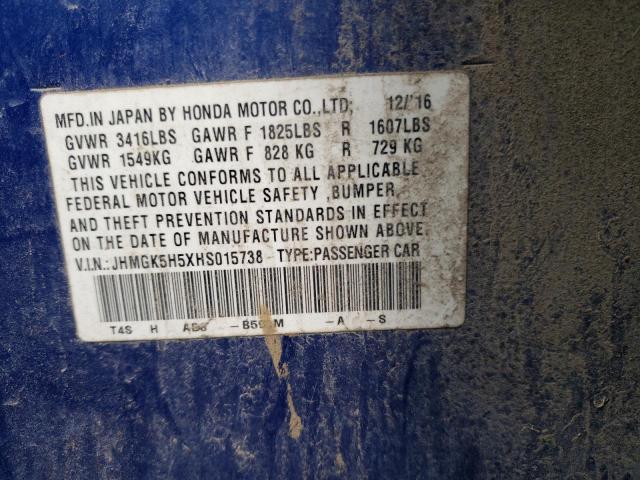 MFD.IN JAPAN BY HONDA MOTOR CO.,LTD; 12/'16
GVWR 3416LBS GAWR F 1825LBS R 1607LBS
GVWR 1549KG GAWR F 828 KG R 729 KG
THIS VEHICLE CONFORMS TO ALL APPLICABLE
FEDERAL MOTOR VEHICLE SAFETY ,BUMPER,
AND THEFT PREVENTION STANDARDS IN EFFECT
ON THE DATE OF MANUFACTURE SHOWN ABOVE.
V.I.N.: JHMGK5H5XHS015738 TYPE:PASSENGER CAR
T4S H -A -S